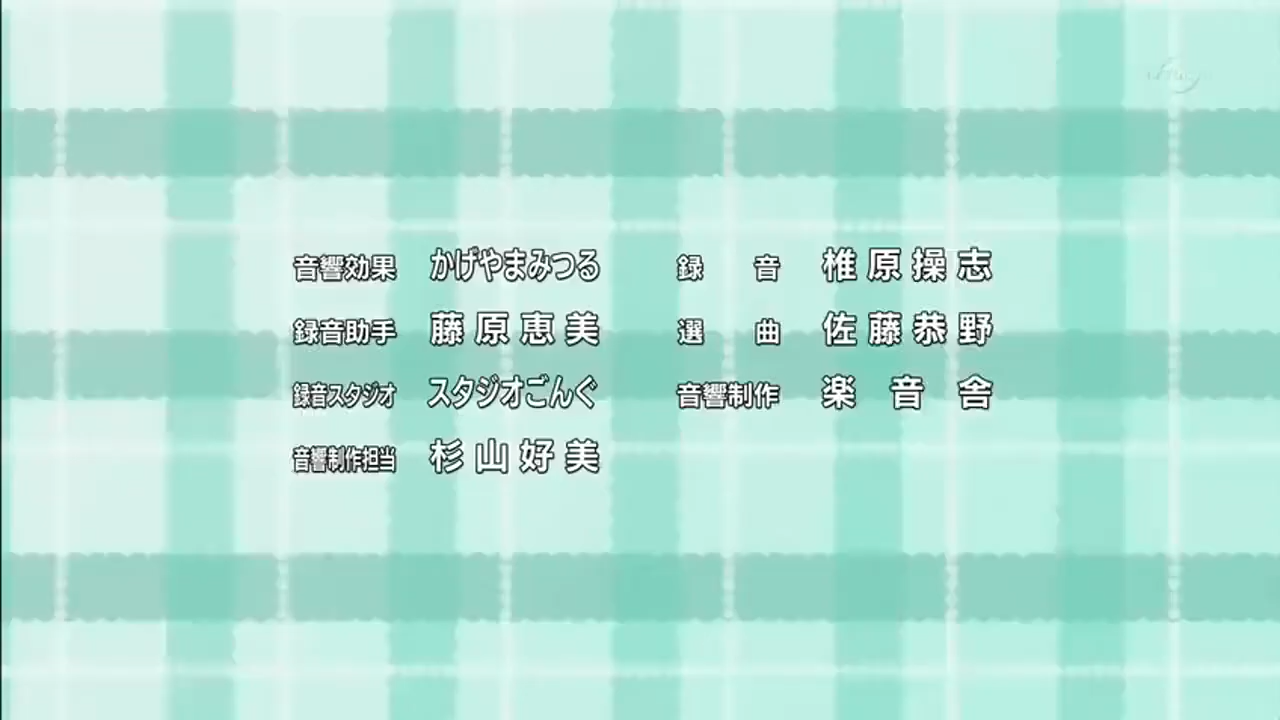 音響効果 かげやまみつる 録音 椎原操志
録音助手 藤原恵美 選曲 佐藤恭野
録音スタジオ スタジオごんぐ 音響制作 楽音舎
音響制作担当 杉山好美